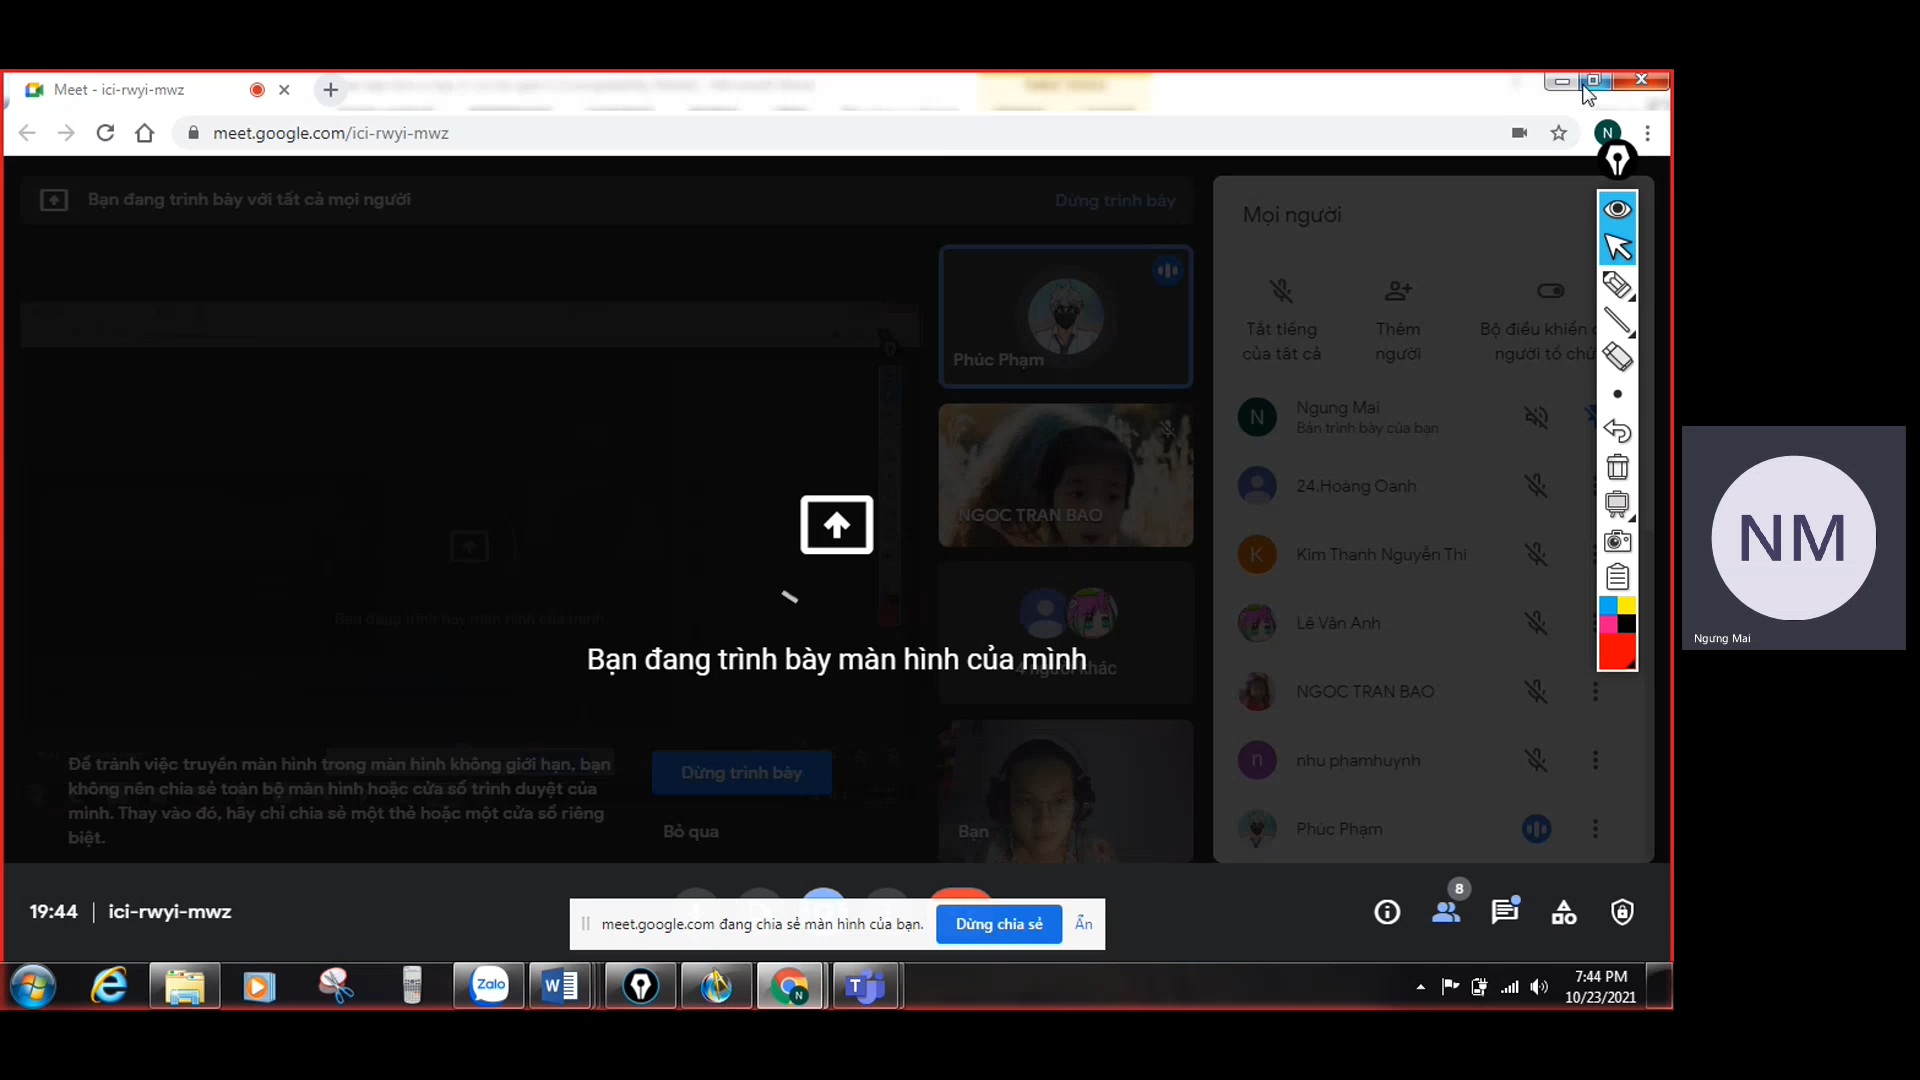 Meet - ici-rwyi-mwz
meet.google.com/ici-rwyi-mwz
N
Bạn đang trình bày với tất cả mọi người
Dừng trình bày
Mọi người
Tắt tiếng
của tất cả
Thêm
người
Bộ điều khiển
người tổ chứ
Phúc Phạm
N
Ngung Mai
Bản trình bày của bạn
24.Hoàng Oanh
NGOC TRAN BAO
K
Kim Thanh Nguyễn Thi
Lê Vân Anh
Bạn đang trình bày màn hình của mình
4 người khác
NGOC TRAN BAO
n
nhu phamhuynh
Phúc Phạm
Để tránh việc truyền màn hình trong màn hình không giới hạn, bạn
không nên chia sẻ toàn bộ màn hình hoặc cửa sổ trình duyệt của
mình. Thay vào đó, hãy chỉ chia sẻ một thẻ hoặc một cửa sổ riêng
biệt.
Dừng trình bày
Bỏ qua
Bạn
19:44
ici-rwyi-mwz
8
meet.google.com đang chia sẻ màn hình của bạn.
Dừng chia sẻ
Ẩn
Zalo
W
N
T
7:44 PM
10/23/2021
NM
Ngưng Mai